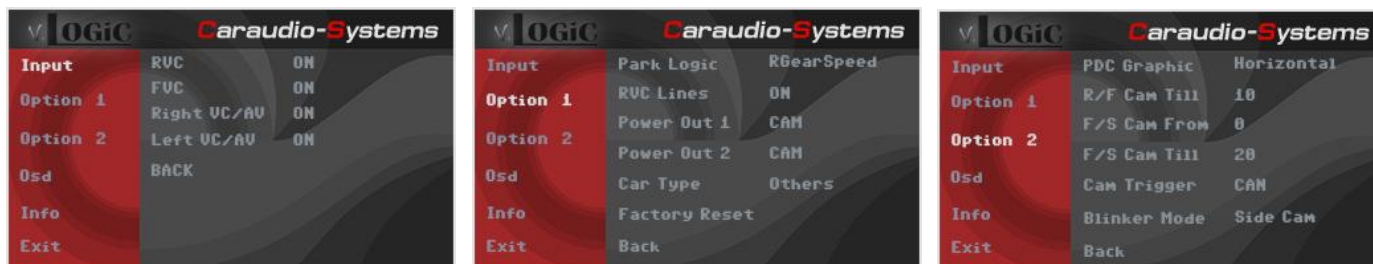 v.LOGiC Caraudio-Systems
Input RVC ON
FVC ON
Option 1 Right VC/AV ON
Option 2 Left VC/AV ON
Osd BACK
Info
Exit
v.LOGiC Caraudio-Systems
Input Park Logic RGearSpeed
Option 1 RVC Lines ON
Power Out 1 CAM
Option 2 Power Out 2 CAM
Osd Car Type Others
Info Factory Reset
Exit Back
v.LOGiC Caraudio-Systems
Input PDC Graphic Horizontal
Option 1 R/F Cam Till 10
F/S Cam From 0
Option 2 F/S Cam Till 20
Osd Cam Trigger CAN
Info Blinker Mode Side Cam
Exit Back